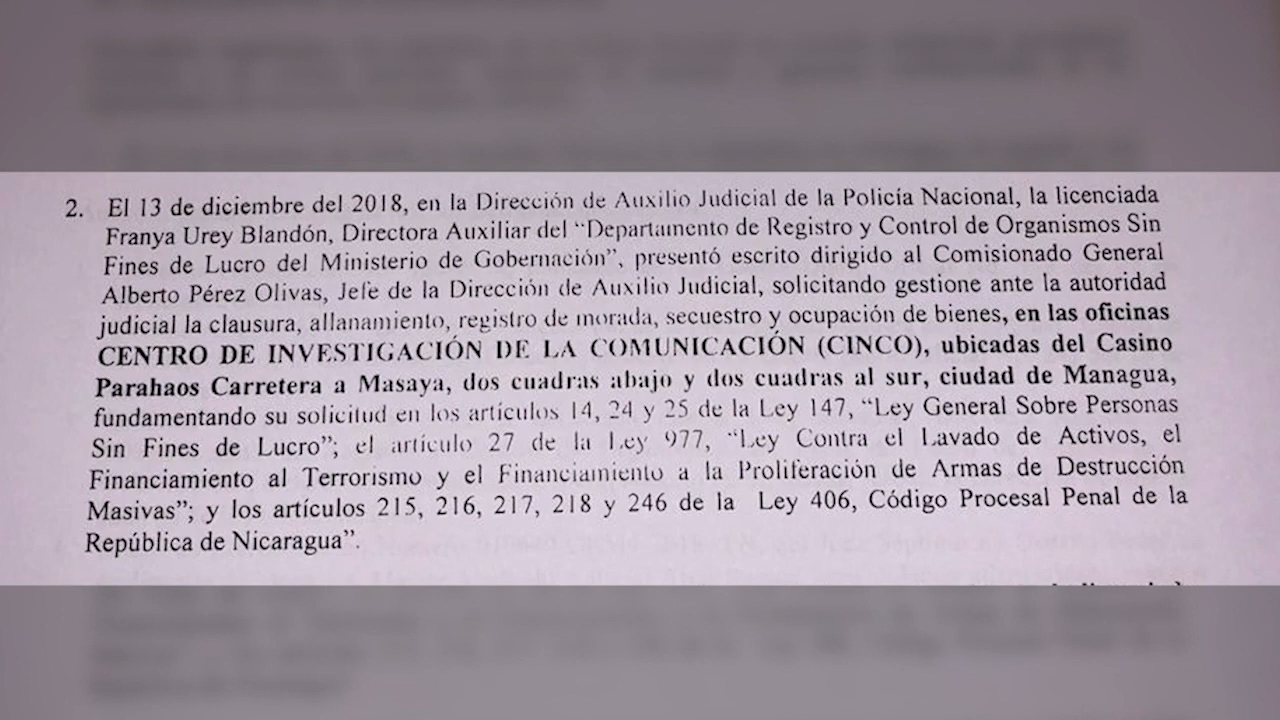 2. El 13 de diciembre del 2018, en la Dirección de Auxilio Judicial de la Policía Nacional, la licenciada
Franya Urey Blandón, Directora Auxiliar del “Departamento de Registro y Control de Organismos Sin
Fines de Lucro del Ministerio de Gobernación”, presentó escrito dirigido al Comisionado General
Alberto Pérez Olivas, Jefe de la Dirección de Auxilio Judicial, solicitando gestione ante la autoridad
judicial la clausura, allanamiento, registro de morada, secuestro y ocupación de bienes, en las oficinas
CENTRO DE INVESTIGACIÓN DE LA COMUNICACIÓN (CINCO), ubicadas del Casino
Parahaos Carretera a Masaya, dos cuadras abajo y dos cuadras al sur, ciudad de Managua,
fundamentando su solicitud en los artículos 14, 24 y 25 de la Ley 147, “Ley General Sobre Personas
Sin Fines de Lucro”; el artículo 27 de la Ley 977, “Ley Contra el Lavado de Activos, el
Financiamiento al Terrorismo y el Financiamiento a la Proliferación de Armas de Destrucción
Masivas”; y los artículos 215, 216, 217, 218 y 246 de la Ley 406, Código Procesal Penal de la
República de Nicaragua”.